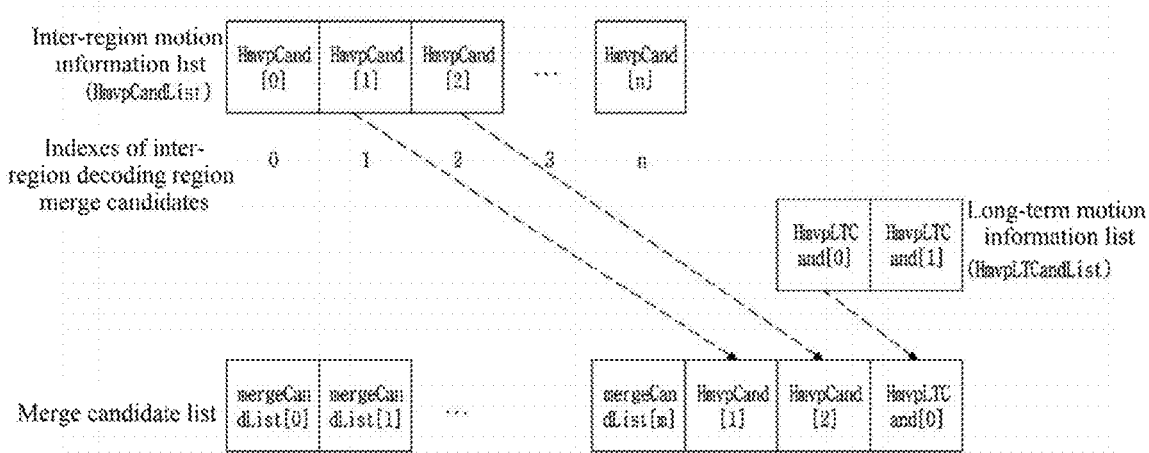 Inter-region motion
information list
(HmvpCandList)
HmvpCand
[0]
HmvpCand
[1]
HmvpCand
[2]
...
HmvpCand
[n]
Indexes of inter-
region decoding region
merge candidates
0
1
2
3
n
HmvpLTC
and[0]
HmvpLTC
and[1]
Long-term motion
information list
(HmvpLTCandList)
Merge candidate list
mergeCan
dList[0]
mergeCan
dList[1]
...
mergeCan
dList[m]
HmvpCand
[1]
HmvpCand
[2]
HmvpLTC
and[0]